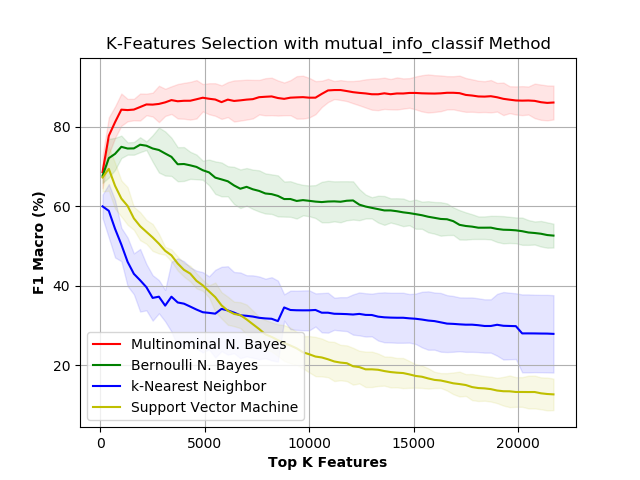 K-Features Selection with mutual_info_classif Method
F1 Macro (%)
80
60
40
20
Multinominal N. Bayes
Bernoulli N. Bayes
k-Nearest Neighbor
Support Vector Machine
0 5000 10000 15000 20000
Top K Features